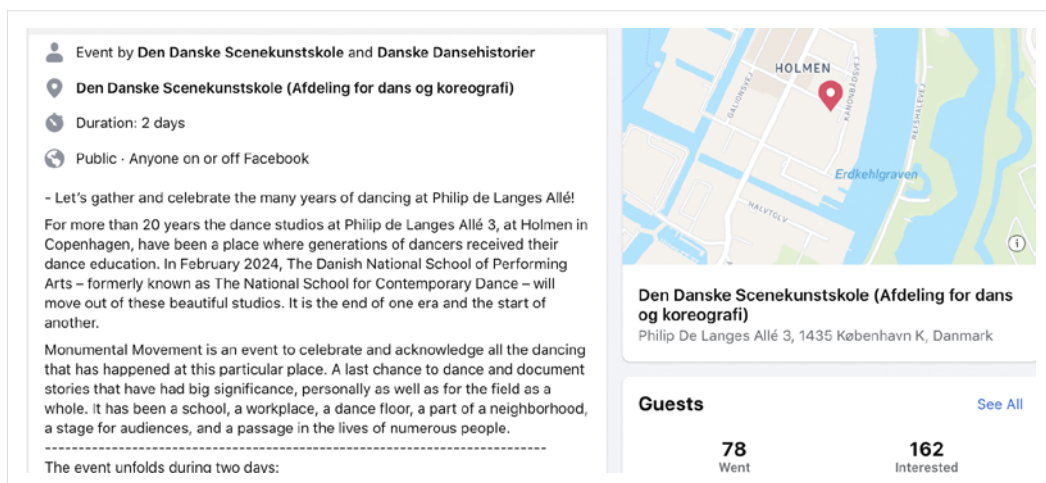 Event by Den Danske Scenekunstskole and Danske Dansehistorier
Den Danske Scenekunstskole (Afdeling for dans og koreografi)
Duration: 2 days
Public · Anyone on or off Facebook
- Let's gather and celebrate the many years of dancing at Philip de Langes Allé!
For more than 20 years the dance studios at Philip de Langes Allé 3, at Holmen in
Copenhagen, have been a place where generations of dancers received their
dance education. In February 2024, The Danish National School of Performing
Arts – formerly known as The National School for Contemporary Dance – will
move out of these beautiful studios. It is the end of one era and the start of
another.
Monumental Movement is an event to celebrate and acknowledge all the dancing
that has happened at this particular place. A last chance to dance and document
stories that have had big significance, personally as well as for the field as a
whole. It has been a school, a workplace, a dance floor, a part of a neighborhood,
a stage for audiences, and a passage in the lives of numerous people.
--------------------------------------------------------------------------------
The event unfolds during two days:
HOLMEN
GALIONSVEJ
KANONBÅDSVEJ
REFSHALEVEJ
Erdkehlgraven
HALVTOLV
Den Danske Scenekunstskole (Afdeling for dans
og koreografi)
Philip De Langes Allé 3, 1435 København K, Danmark
Guests
See All
78
Went
162
Interested